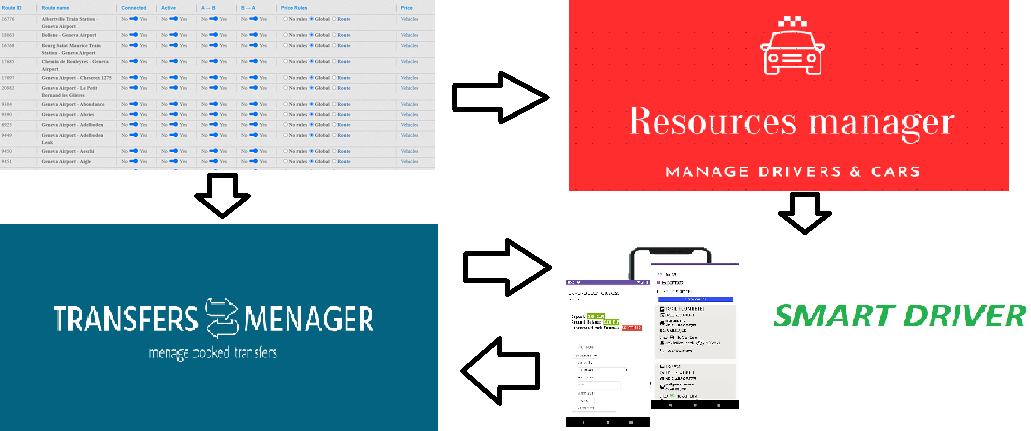 Route ID Route name Connected Active A → B B → A Price Rules Price
16776 Albertville Train Station - Geneva Airport No Yes No Yes No Yes No Yes No rules Global Route Vehicles
18663 Bollene - Geneva Airport No Yes No Yes No Yes No Yes No rules Global Route Vehicles
16768 Bourg Saint Maurice Train Station - Geneva Airport No Yes No Yes No Yes No Yes No rules Global Route Vehicles
17685 Chemin de Boubeyres - Geneva Airport No Yes No Yes No Yes No Yes No rules Global Route Vehicles
17897 Geneva Airport - Cheserex 1275 No Yes No Yes No Yes No Yes No rules Global Route Vehicles
20882 Geneva Airport - Le Petit Bornand les Glieres No Yes No Yes No Yes No Yes No rules Global Route Vehicles
9384 Geneva Airport - Abondance No Yes No Yes No Yes No Yes No rules Global Route Vehicles
9390 Geneva Airport - Abries No Yes No Yes No Yes No Yes No rules Global Route Vehicles
8925 Geneva Airport - Adelboden No Yes No Yes No Yes No Yes No rules Global Route Vehicles
9449 Geneva Airport - Adelboden Lenk No Yes No Yes No Yes No Yes No rules Global Route Vehicles
9450 Geneva Airport - Aeschi No Yes No Yes No Yes No Yes No rules Global Route Vehicles
9451 Geneva Airport - Aigle No Yes No Yes No Yes No Yes No rules Global Route Vehicles
Resources manager
MANAGE DRIVERS & CARS
TRANSFERS MENAGER
menage booked transfers
SMART DRIVER